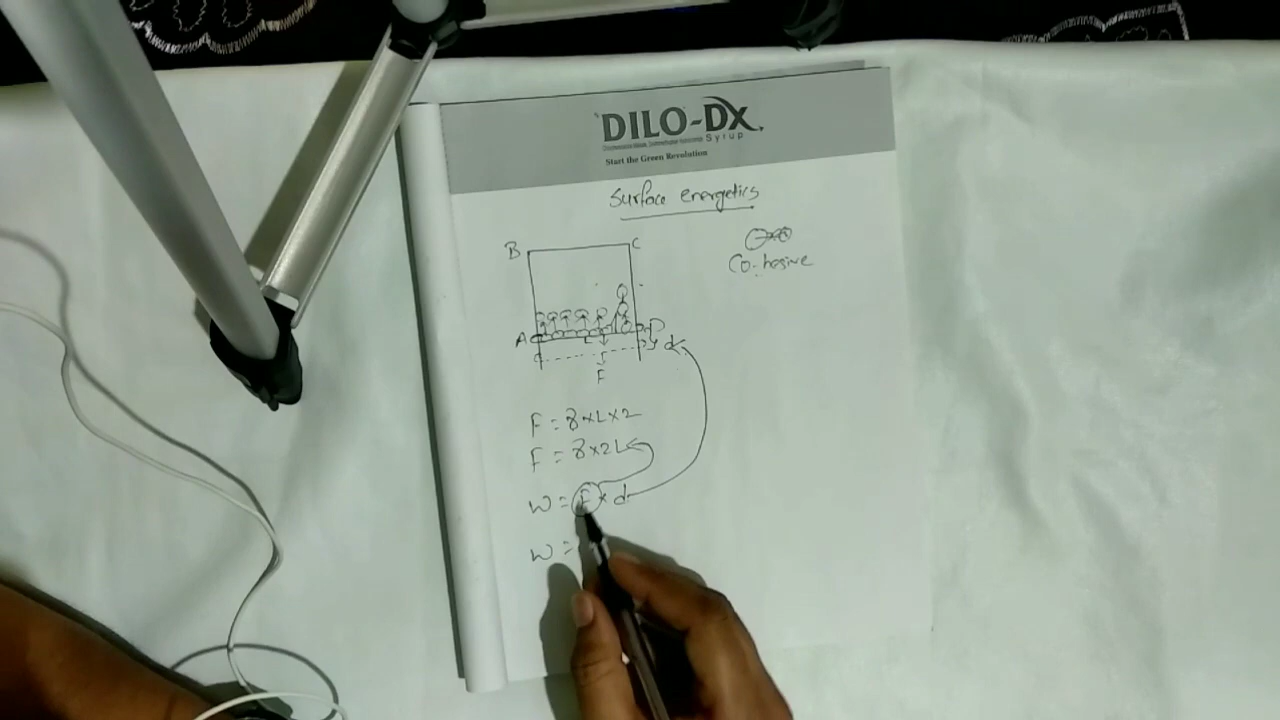 DILO-DX
Syrup
Start the Green Revolution
Surface energetics
B
C
Co-hesive
A
L
D
d
F
F = γ×L×2
F = γ×2L
W = F × d
W =